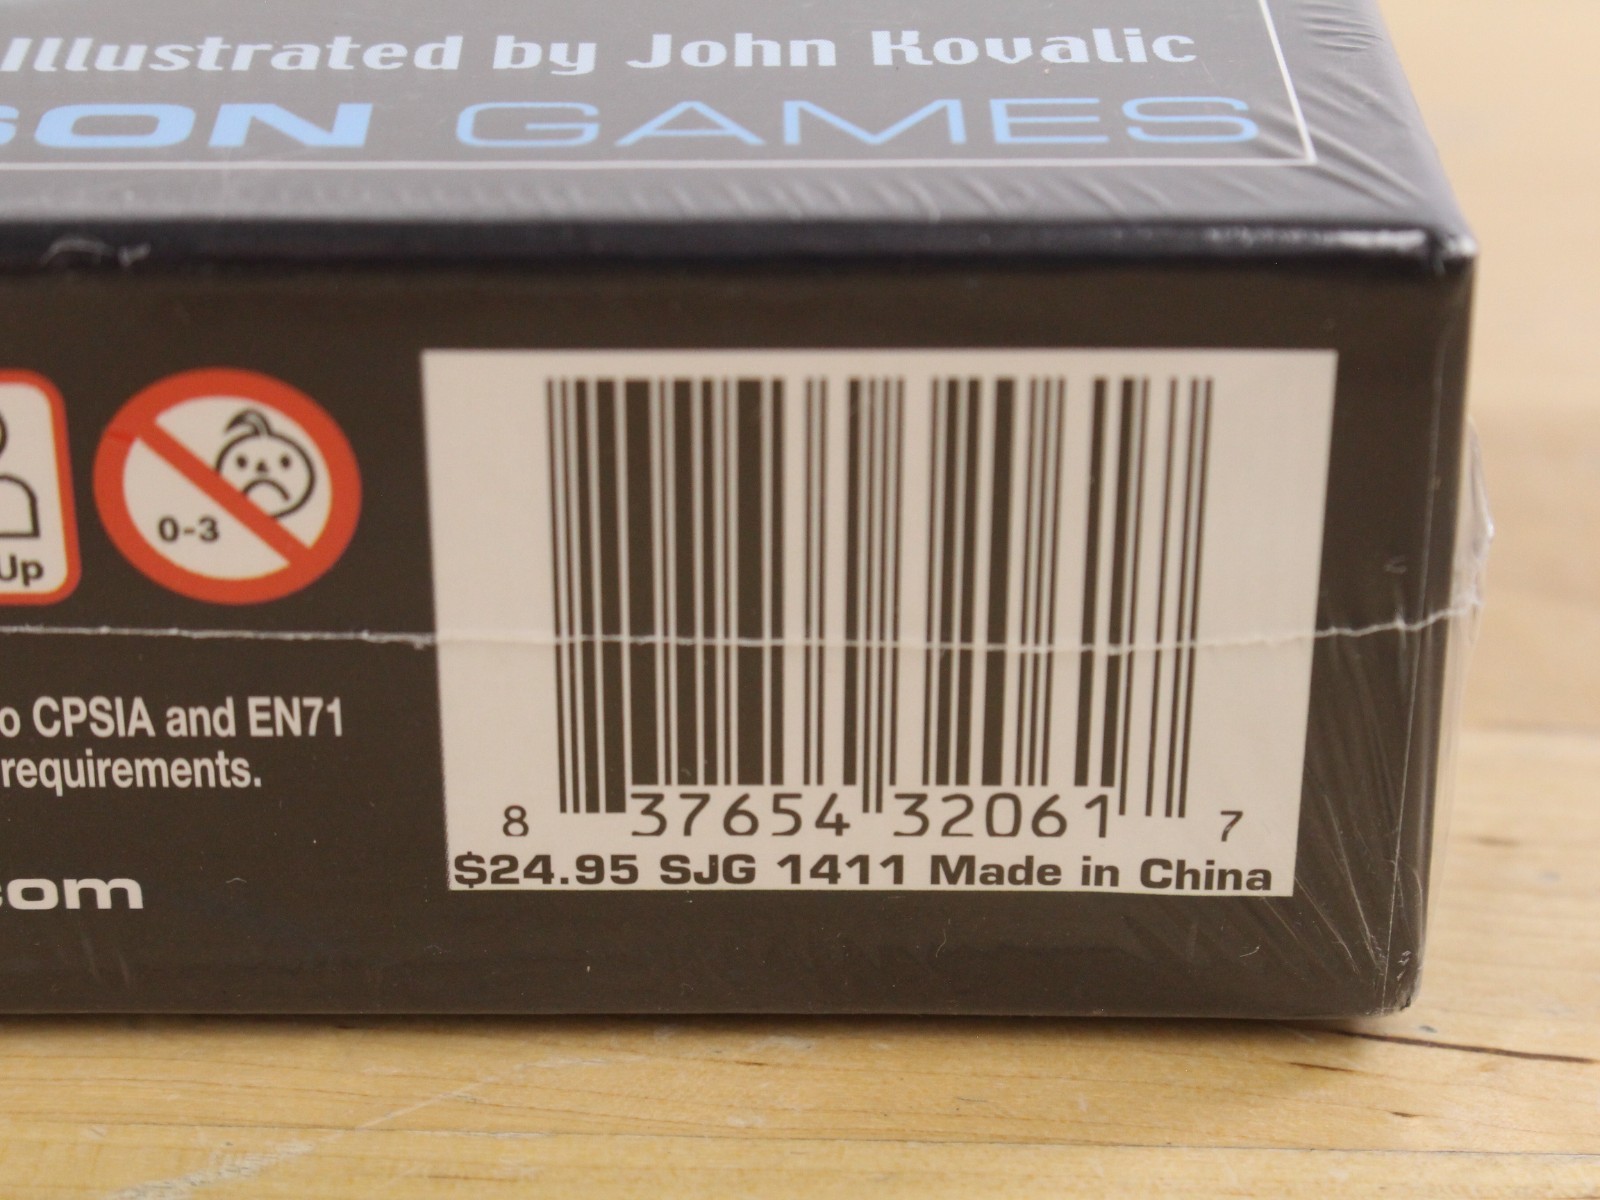 Illustrated by John Kovalic
SON GAMES
0-3
Up
o CPSIA and EN71
requirements.
com
8 37654 32061 7
$24.95 SJG 1411 Made in China